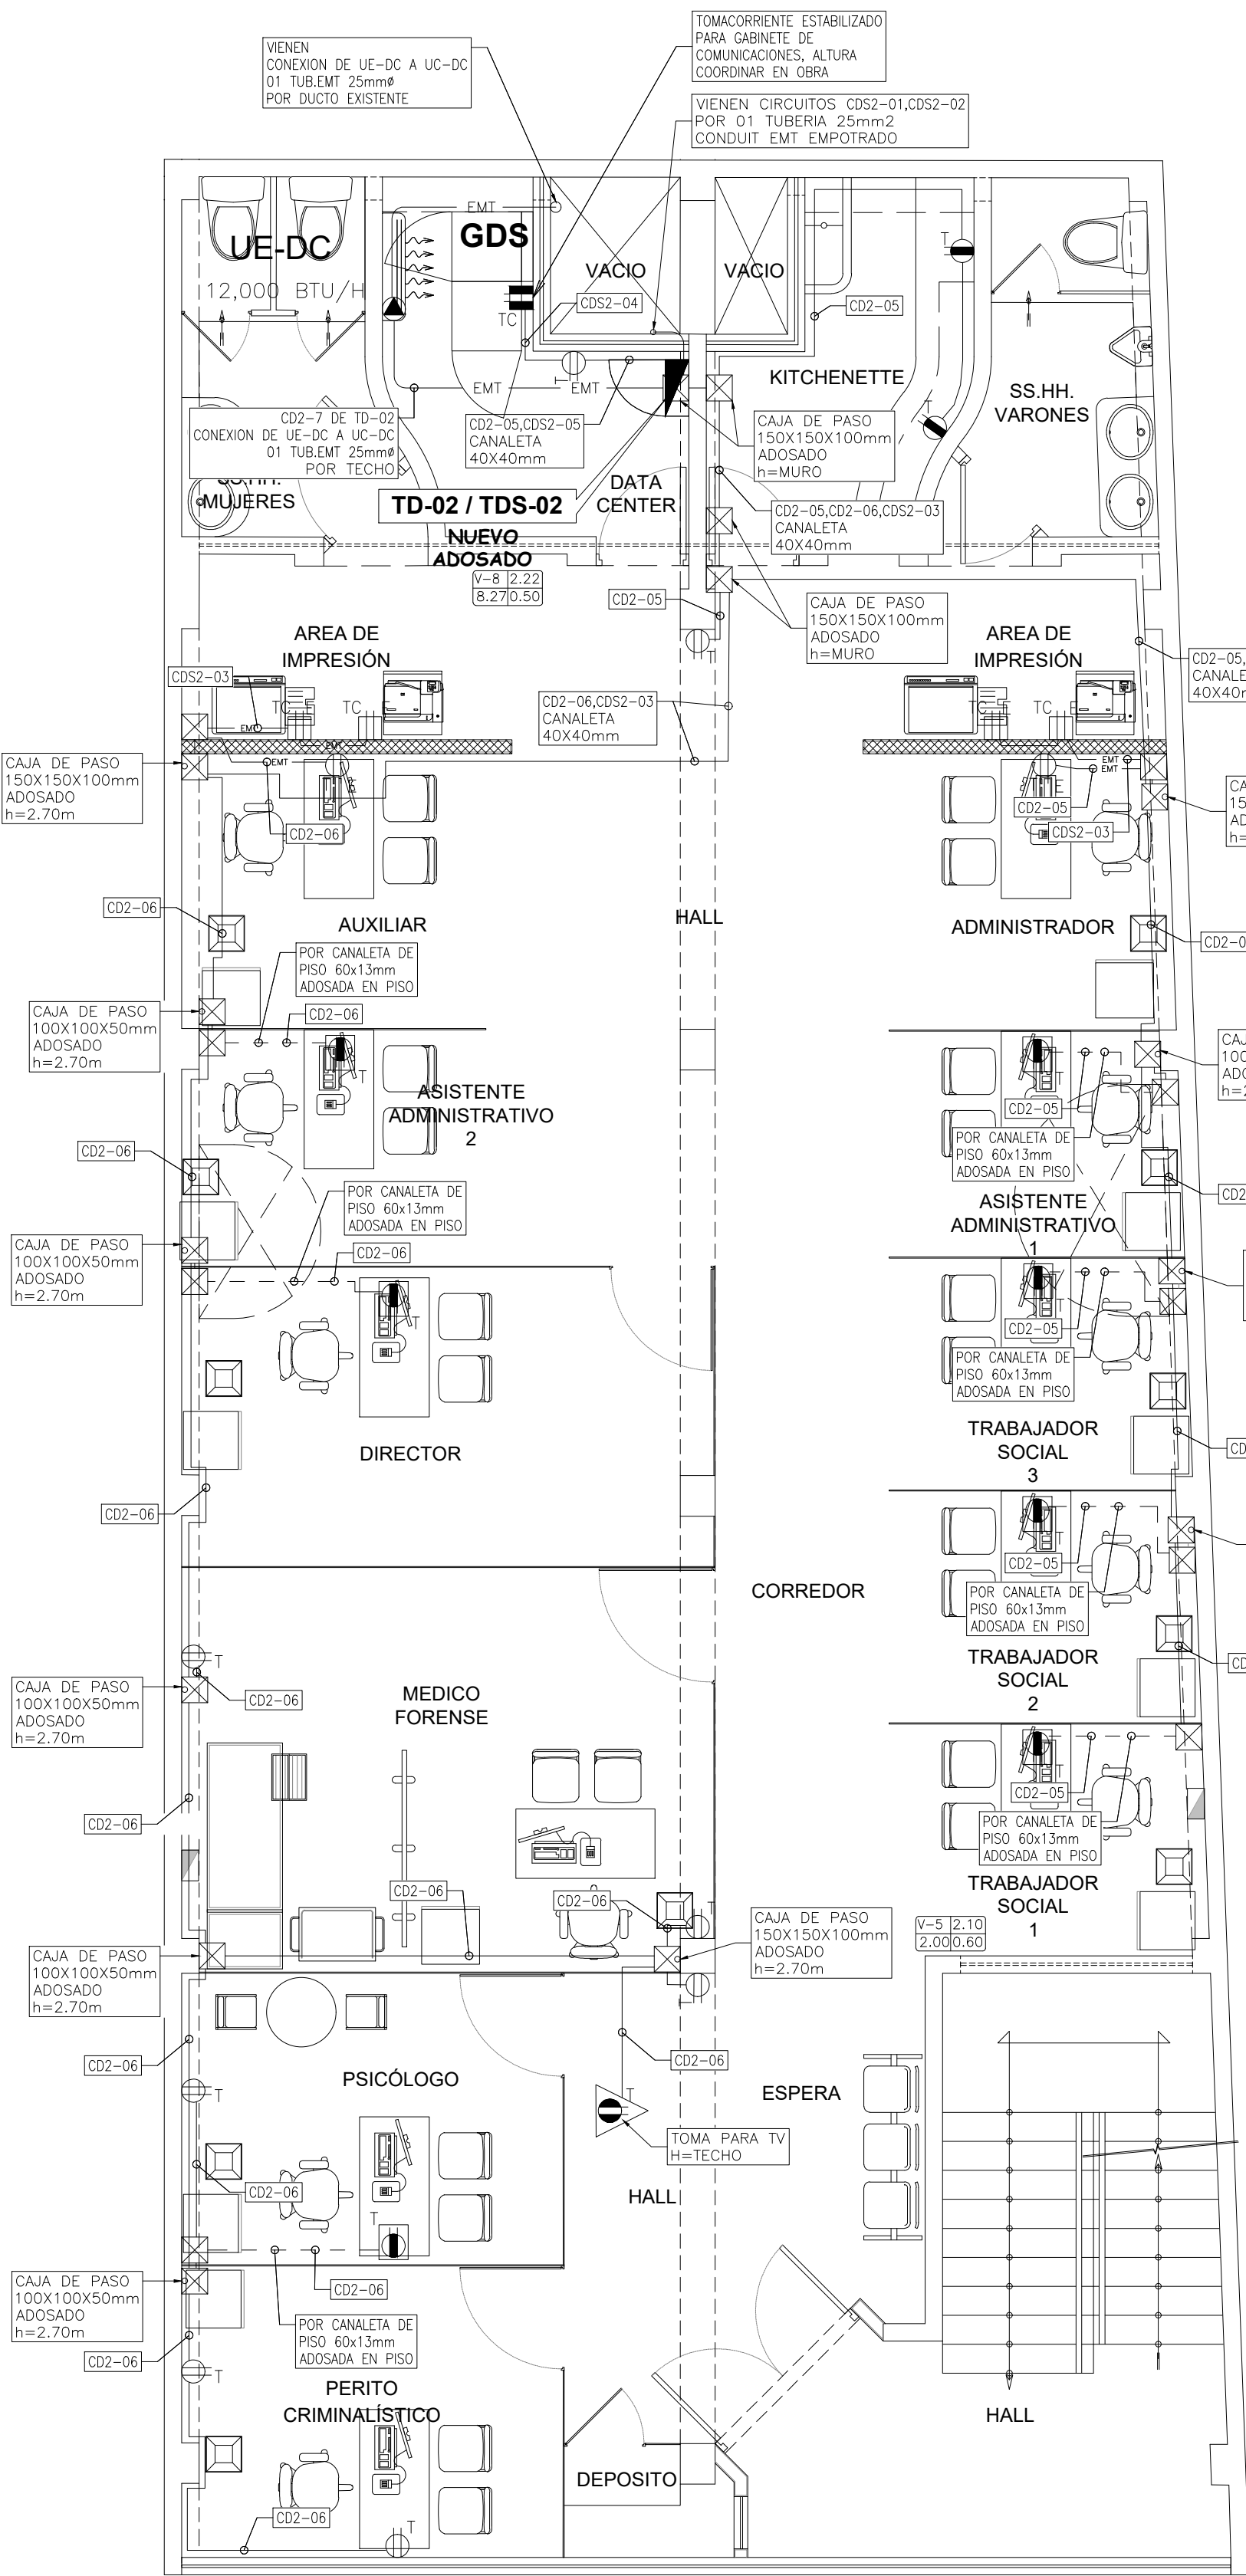 VIENEN
CONEXION DE UE-DC A UC-DC
01 TUB.EMT 25mmø
POR DUCTO EXISTENTE
TOMACORRIENTE ESTABILIZADO
PARA GABINETE DE
COMUNICACIONES, ALTURA
COORDINAR EN OBRA
VIENEN CIRCUITOS CDS2-01,CDS2-02
POR 01 TUBERIA 25mm2
CONDUIT EMT EMPOTRADO
UE-DC
12,000 BTU/H
EMT
GDS
TC
VACIO
VACIO
CDS2-04
T
CD2-05
KITCHENETTE
SS.HH.
VARONES
EMT
T
EMT
T
CD2-7 DE TD-02
CONEXION DE UE-DC A UC-DC
01 TUB.EMT 25mmø
POR TECHO
CD2-05,CDS2-05
CANALETA
40X40mm
CAJA DE PASO
150X150X100mm
ADOSADO
h=MURO
SS.HH.
MUJERES
TD-02 / TDS-02
DATA
CENTER
CD2-05,CD2-06,CDS2-03
CANALETA
40X40mm
NUEVO
ADOSADO
V-8 2.22
8.27 0.50
CD2-05
T
CAJA DE PASO
150X150X100mm
ADOSADO
h=MURO
AREA DE
IMPRESIÓN
AREA DE
IMPRESIÓN
CD2-05,
40X40
CDS2-03
TC
TC
EMT
EMT
EMT
CD2-06,CDS2-03
CANALETA
40X40mm
TC
TC
EMT
EMT
CAJA DE PASO
150X150X100mm
ADOSADO
h=2.70m
CD2-06
CD2-05
CDS2-03
CD2-06
AUXILIAR
HALL
ADMINISTRADOR
CD2-0
POR CANALETA DE
PISO 60x13mm
ADOSADA EN PISO
CD2-06
CAJA DE PASO
100X100X50mm
ADOSADO
h=2.70m
T
ASISTENTE
ADMINISTRATIVO
2
T
CD2-05
POR CANALETA DE
PISO 60x13mm
ADOSADA EN PISO
CD2-06
CD2
ASISTENTE
ADMINISTRATIVO
1
POR CANALETA DE
PISO 60x13mm
ADOSADA EN PISO
CD2-06
CAJA DE PASO
100X100X50mm
ADOSADO
h=2.70m
T
T
CD2-05
POR CANALETA DE
PISO 60x13mm
ADOSADA EN PISO
DIRECTOR
TRABAJADOR
SOCIAL
3
CD
CD2-06
T
CD2-05
POR CANALETA DE
PISO 60x13mm
ADOSADA EN PISO
CORREDOR
TRABAJADOR
SOCIAL
2
CD
T
CAJA DE PASO
100X100X50mm
ADOSADO
h=2.70m
CD2-06
MEDICO
FORENSE
T
CD2-05
POR CANALETA DE
PISO 60x13mm
ADOSADA EN PISO
CD2-06
TRABAJADOR
SOCIAL
1
CD2-06
CD2-06
T
V-5 2.10
2.00 0.60
CAJA DE PASO
150X150X100mm
ADOSADO
h=2.70m
CAJA DE PASO
100X100X50mm
ADOSADO
h=2.70m
T
CD2-06
CD2-06
PSICÓLOGO
T
T
ESPERA
TOMA PARA TV
H=TECHO
CD2-06
T
HALL
CAJA DE PASO
100X100X50mm
ADOSADO
h=2.70m
CD2-06
POR CANALETA DE
PISO 60x13mm
ADOSADA EN PISO
CD2-06
T
PERITO
CRIMINALÍSTICO
HALL
DEPOSITO
CD2-06
T